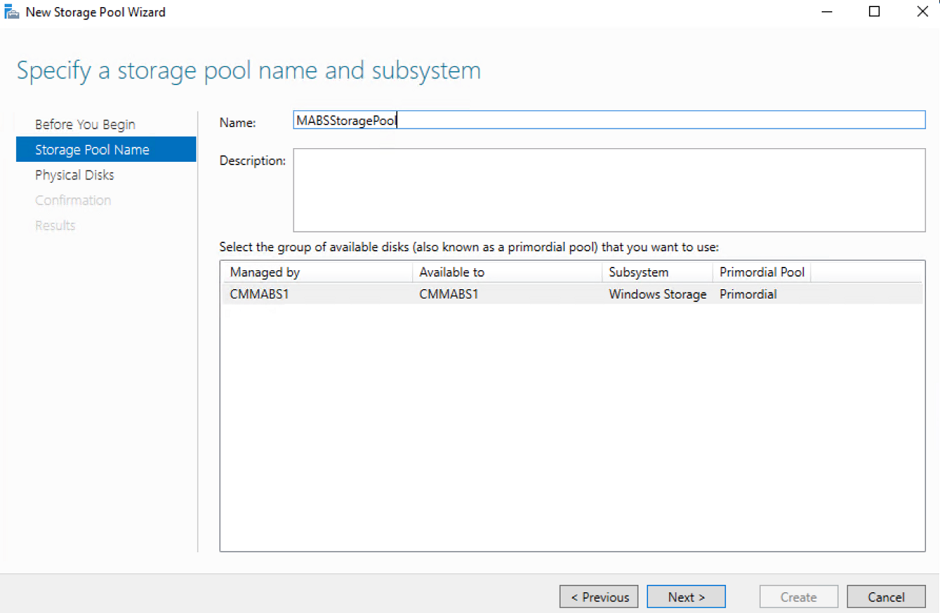 New Storage Pool Wizard
Specify a storage pool name and subsystem
Before You Begin
Storage Pool Name
Physical Disks
Confirmation
Results
Name: MABSStoragePool
Description:
Select the group of available disks (also known as a primordial pool) that you want to use:
Managed by Available to Subsystem Primordial Pool
CMMABS1 CMMABS1 Windows Storage Primordial
< Previous Next > Create Cancel